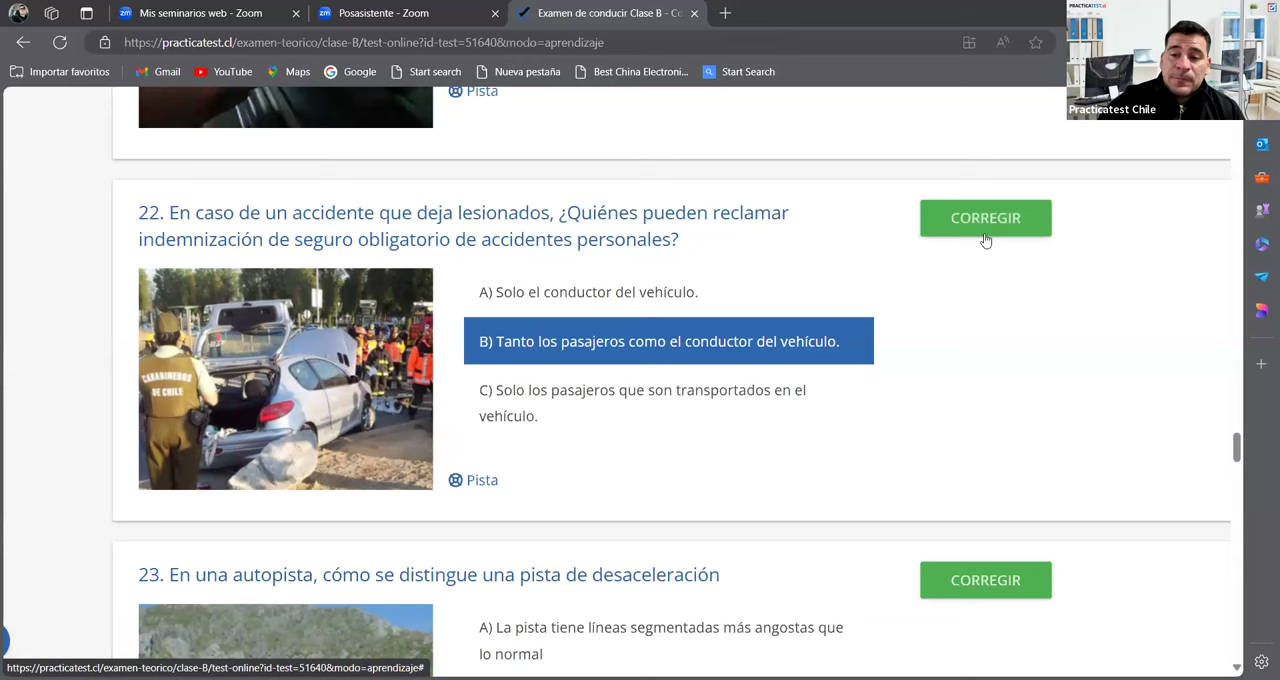 Mis seminarios web - Zoom
Posasistente - Zoom
Examen de conducir Clase B - Co
https://practicatest.cl/examen-teorico/clase-B/test-online?id-test=51640&modo=aprendizaje
Importar favoritos
Gmail
YouTube
Maps
Google
Start search
Nueva pestaña
Best China Electroni...
Start Search
PRACTICATEST.cl
Practicatest Chile
Pista
22. En caso de un accidente que deja lesionados, ¿Quiénes pueden reclamar
indemnización de seguro obligatorio de accidentes personales?
CORREGIR
A) Solo el conductor del vehículo.
B) Tanto los pasajeros como el conductor del vehículo.
C) Solo los pasajeros que son transportados en el
vehículo.
CARABINEROS
DE CHILE
Pista
23. En una autopista, cómo se distingue una pista de desaceleración
CORREGIR
A) La pista tiene líneas segmentadas más angostas que
lo normal
https://practicatest.cl/examen-teorico/clase-B/test-online?id-test=51640&modo=aprendizaje#